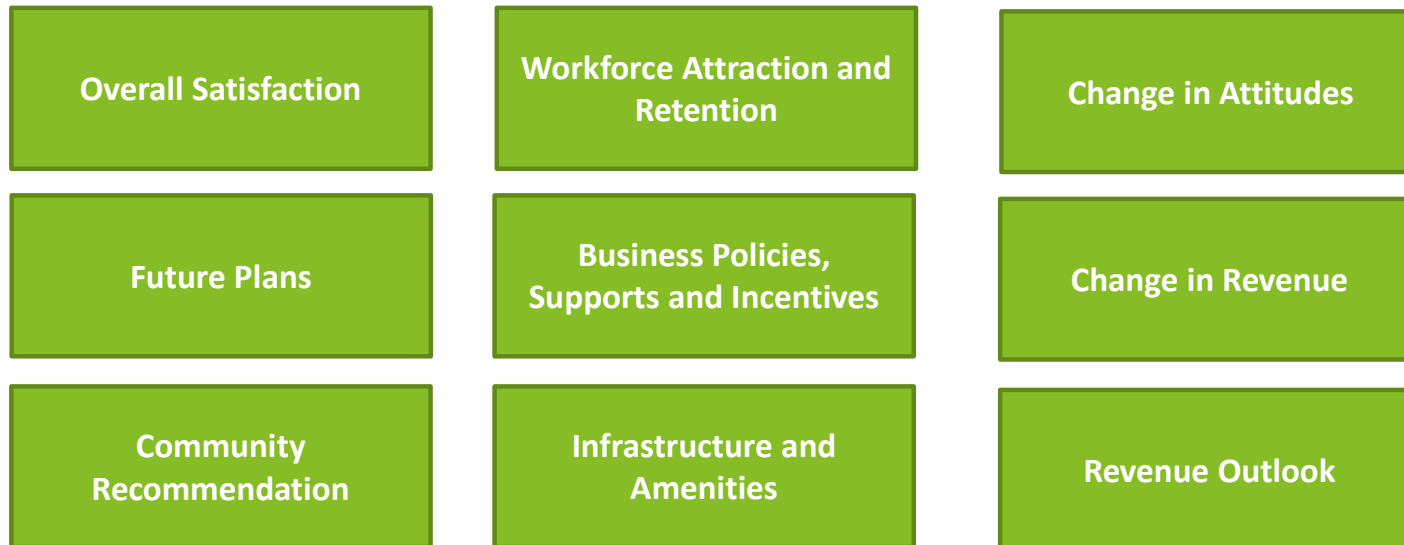 Overall Satisfaction
Workforce Attraction and
Retention
Change in Attitudes
Future Plans
Business Policies,
Supports and Incentives
Change in Revenue
Community
Recommendation
Infrastructure and
Amenities
Revenue Outlook